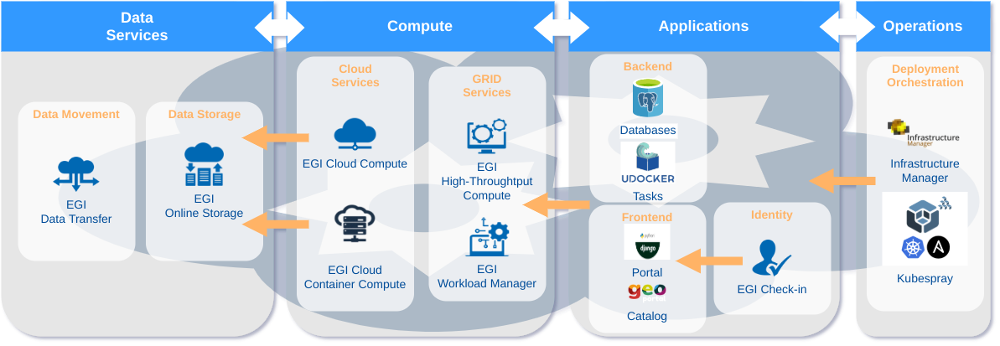 Data
Services
Compute
Applications
Operations
Data Movement
EGI
Data Transfer
Data Storage
EGI
Online Storage
Cloud
Services
EGI Cloud Compute
EGI Cloud
Container Compute
GRID
Services
EGI
High-Throughtput
Compute
EGI
Workload Manager
Backend
Databases
UDOCKER
Tasks
Frontend
python
django
Portal
geo
portal
Catalog
Identity
EGI Check-in
Deployment
Orchestration
Infrastructure
Manager
Infrastructure
Manager
A
Kubespray